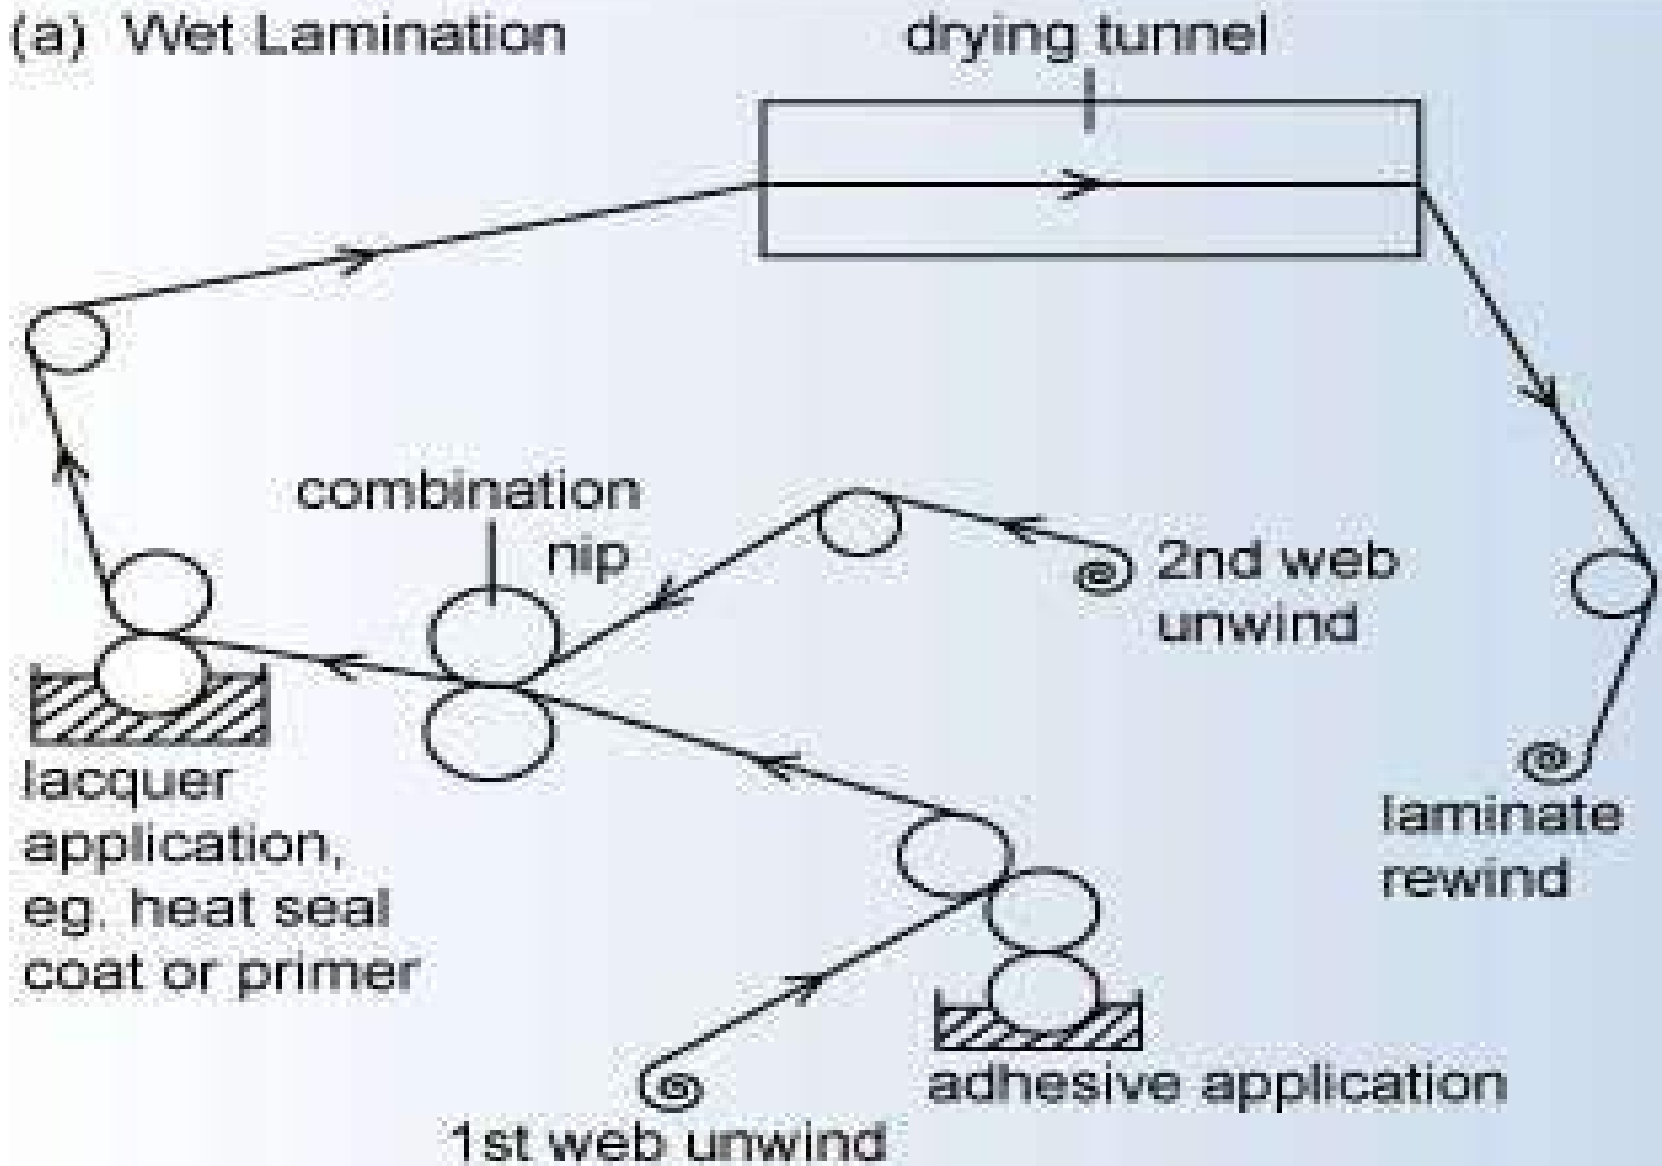 (a) Wet Lamination
drying tunnel
combination
nip
2nd web
unwind
lacquer
application,
eg. heat seal
coat or primer
laminate
rewind
adhesive application
1st web unwind